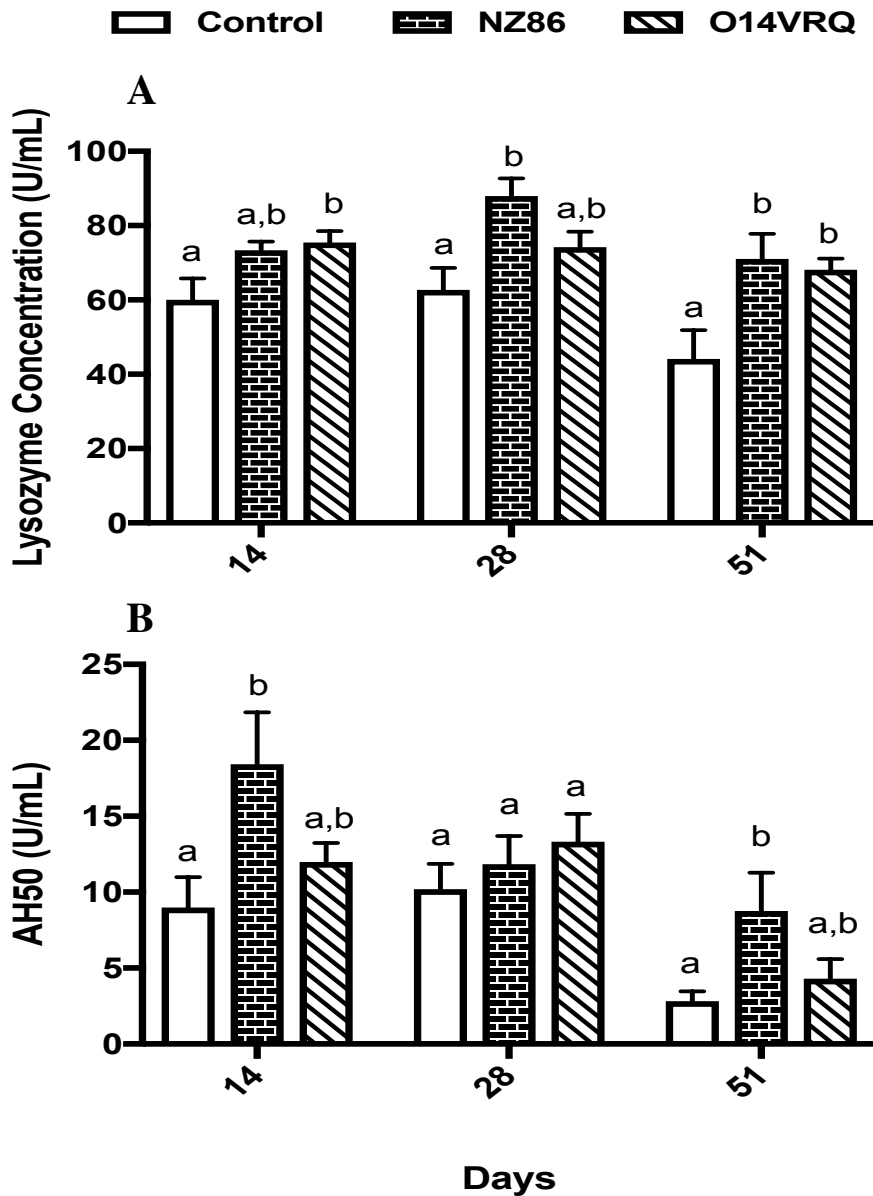 Control NZ86 O14VRQ
A
Lysozyme Concentration (U/mL)
100
80
60
40
20
0
a a,b b a b a,b a b b
14 28 51
B
AH50 (U/mL)
25
20
15
10
5
0
a b a,b a a a a b a,b
14 28 51
Days